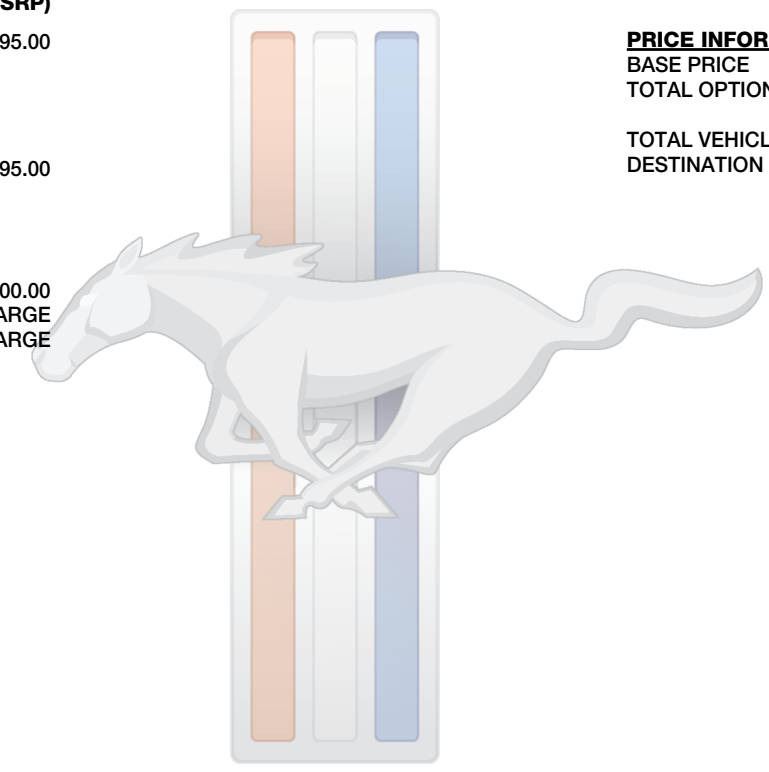 SRP)
95.00
95.00
00.00
ARGE
ARGE
PRICE INFOR
BASE PRICE
TOTAL OPTION
TOTAL VEHICL
DESTINATION